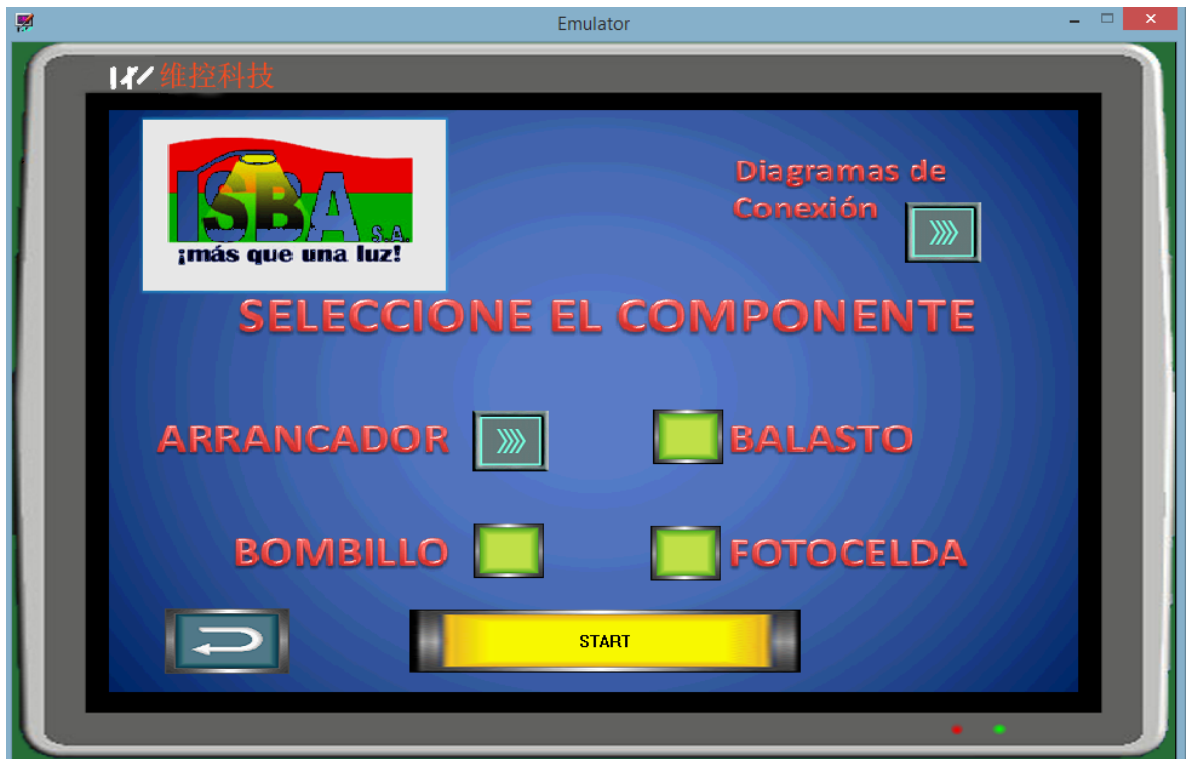 Emulator
维控科技
ISBA S.A.
¡más que una luz!
Diagramas de
Conexión
SELECCIONE EL COMPONENTE
ARRANCADOR
BALASTO
BOMBILLO
FOTOCELDA
START